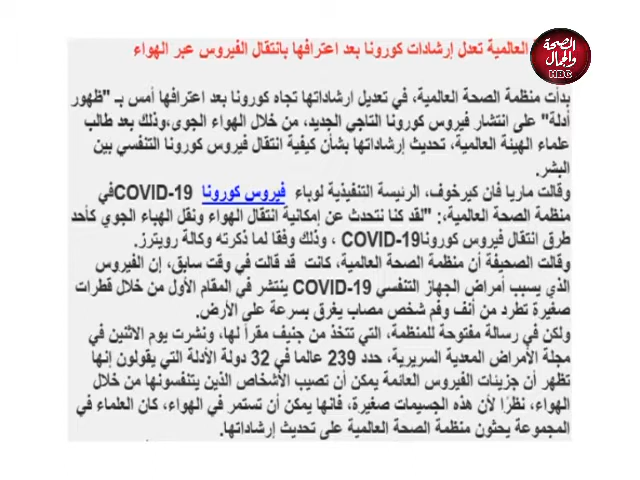 العالمية تعدل إرشادات كورونا بعد اعترافها بانتقال الفيروس عبر الهواء
الصحة
والجمال
HBC
بدأت منظمة الصحة العالمية، في تعديل ارشاداتها تجاه كورونا بعد اعترافها أمس بـ "ظهور
أدلة" على انتشار فيروس كورونا التاجي الجديد، من خلال الهواء الجوى،وذلك بعد طالب
علماء الهيئة العالمية، تحديث إرشاداتها بشأن كيفية انتقال فيروس كورونا التنفسي بين
البشر.
وقالت ماريا فان كيرخوف، الرئيسة التنفيذية لوباء فيروس كورونا COVID-19في
منظمة الصحة العالمية،: "لقد كنا نتحدث عن إمكانية انتقال الهواء ونقل الهباء الجوي كأحد
طرق انتقال فيروس كوروناCOVID-19 ، وذلك وفقا لما ذكرته وكالة رويترز.
وقالت الصحيفة أن منظمة الصحة العالمية، كانت قد قالت في وقت سابق، إن الفيروس
الذي يسبب أمراض الجهاز التنفسي COVID-19 ينتشر في المقام الأول من خلال قطرات
صغيرة تطرد من أنف وفم شخص مصاب يغرق بسرعة على الأرض.
ولكن في رسالة مفتوحة للمنظمة، التي تتخذ من جنيف مقراً لها، ونشرت يوم الاثنين في
مجلة الأمراض المعدية السريرية، حدد 239 عالما في 32 دولة الأدلة التي يقولون إنها
تظهر أن جزيئات الفيروس العائمة يمكن أن تصيب الأشخاص الذين يتنفسونها من خلال
الهواء، نظرًا لأن هذه الجسيمات صغيرة، فانها يمكن أن تستمر في الهواء، كان العلماء في
المجموعة يحثون منظمة الصحة العالمية على تحديث إرشاداتها.